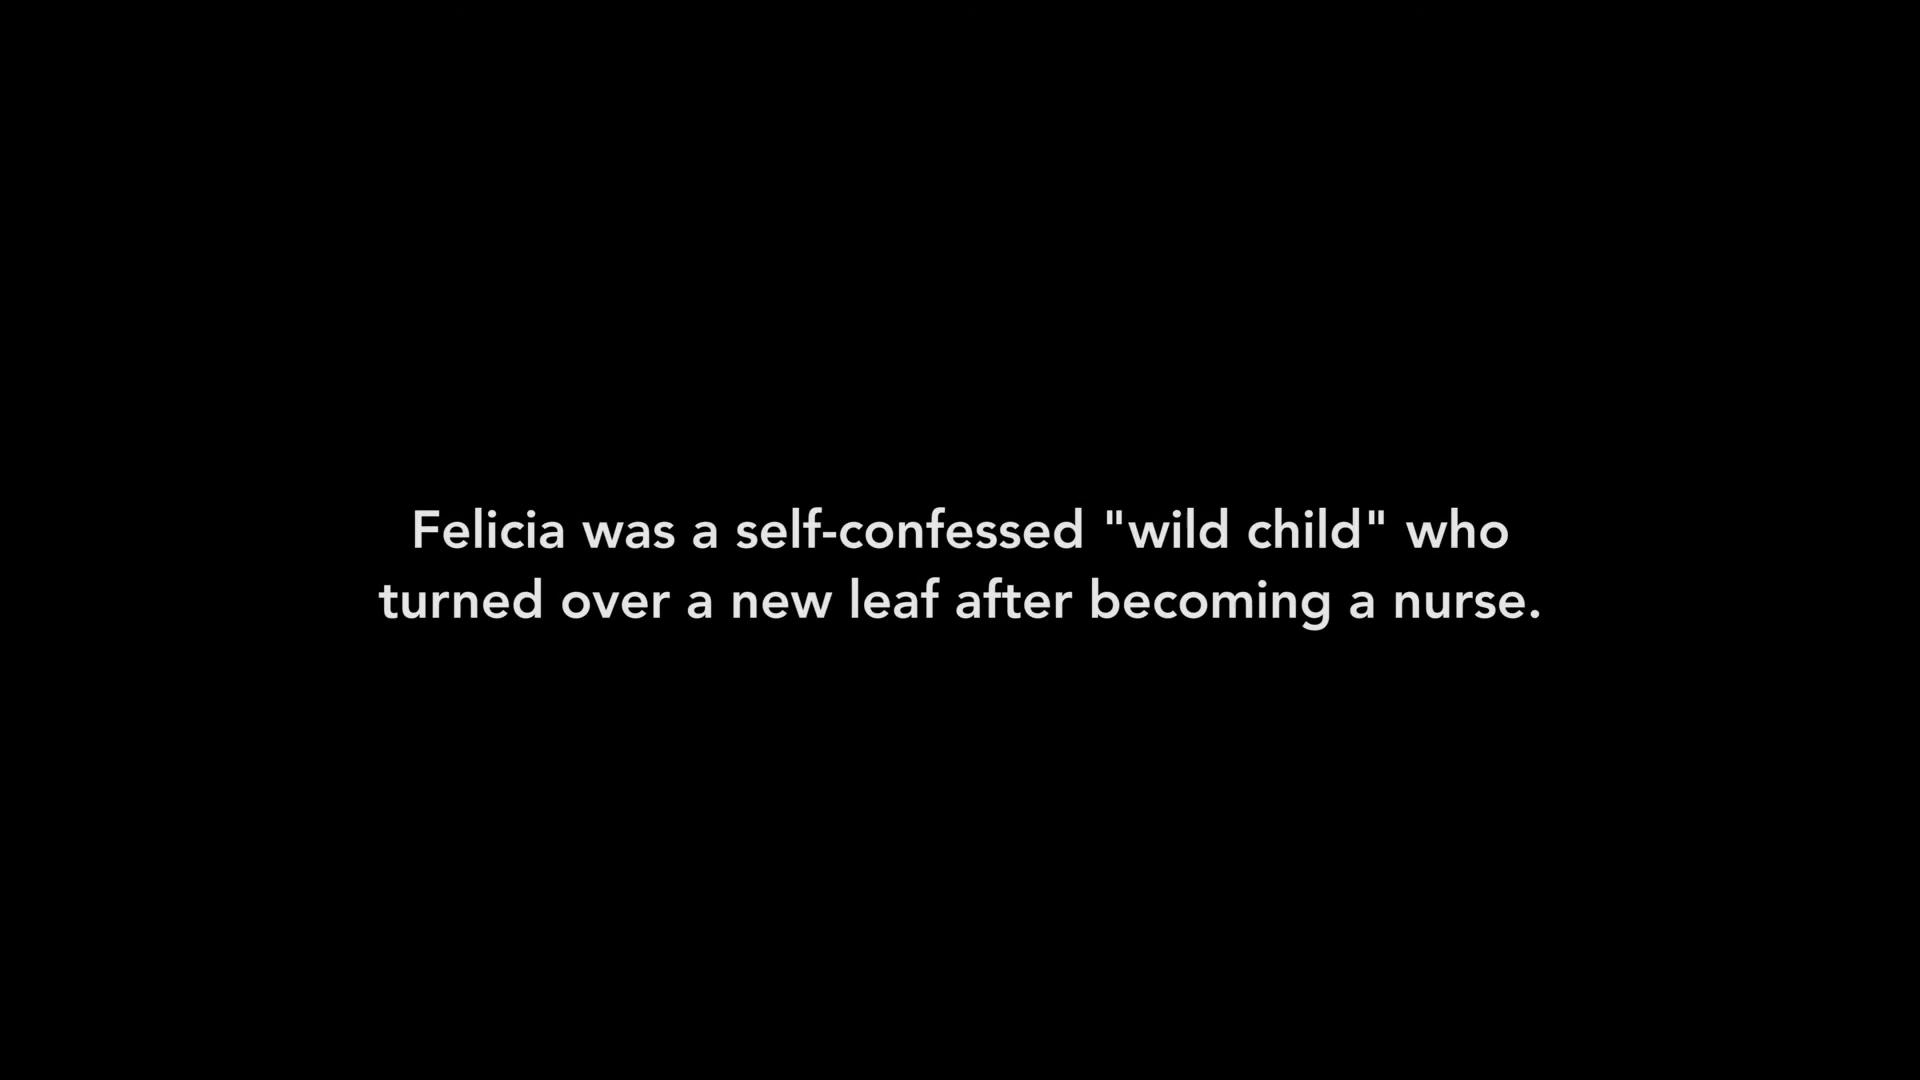 Felicia was a self-confessed "wild child" who
turned over a new leaf after becoming a nurse.